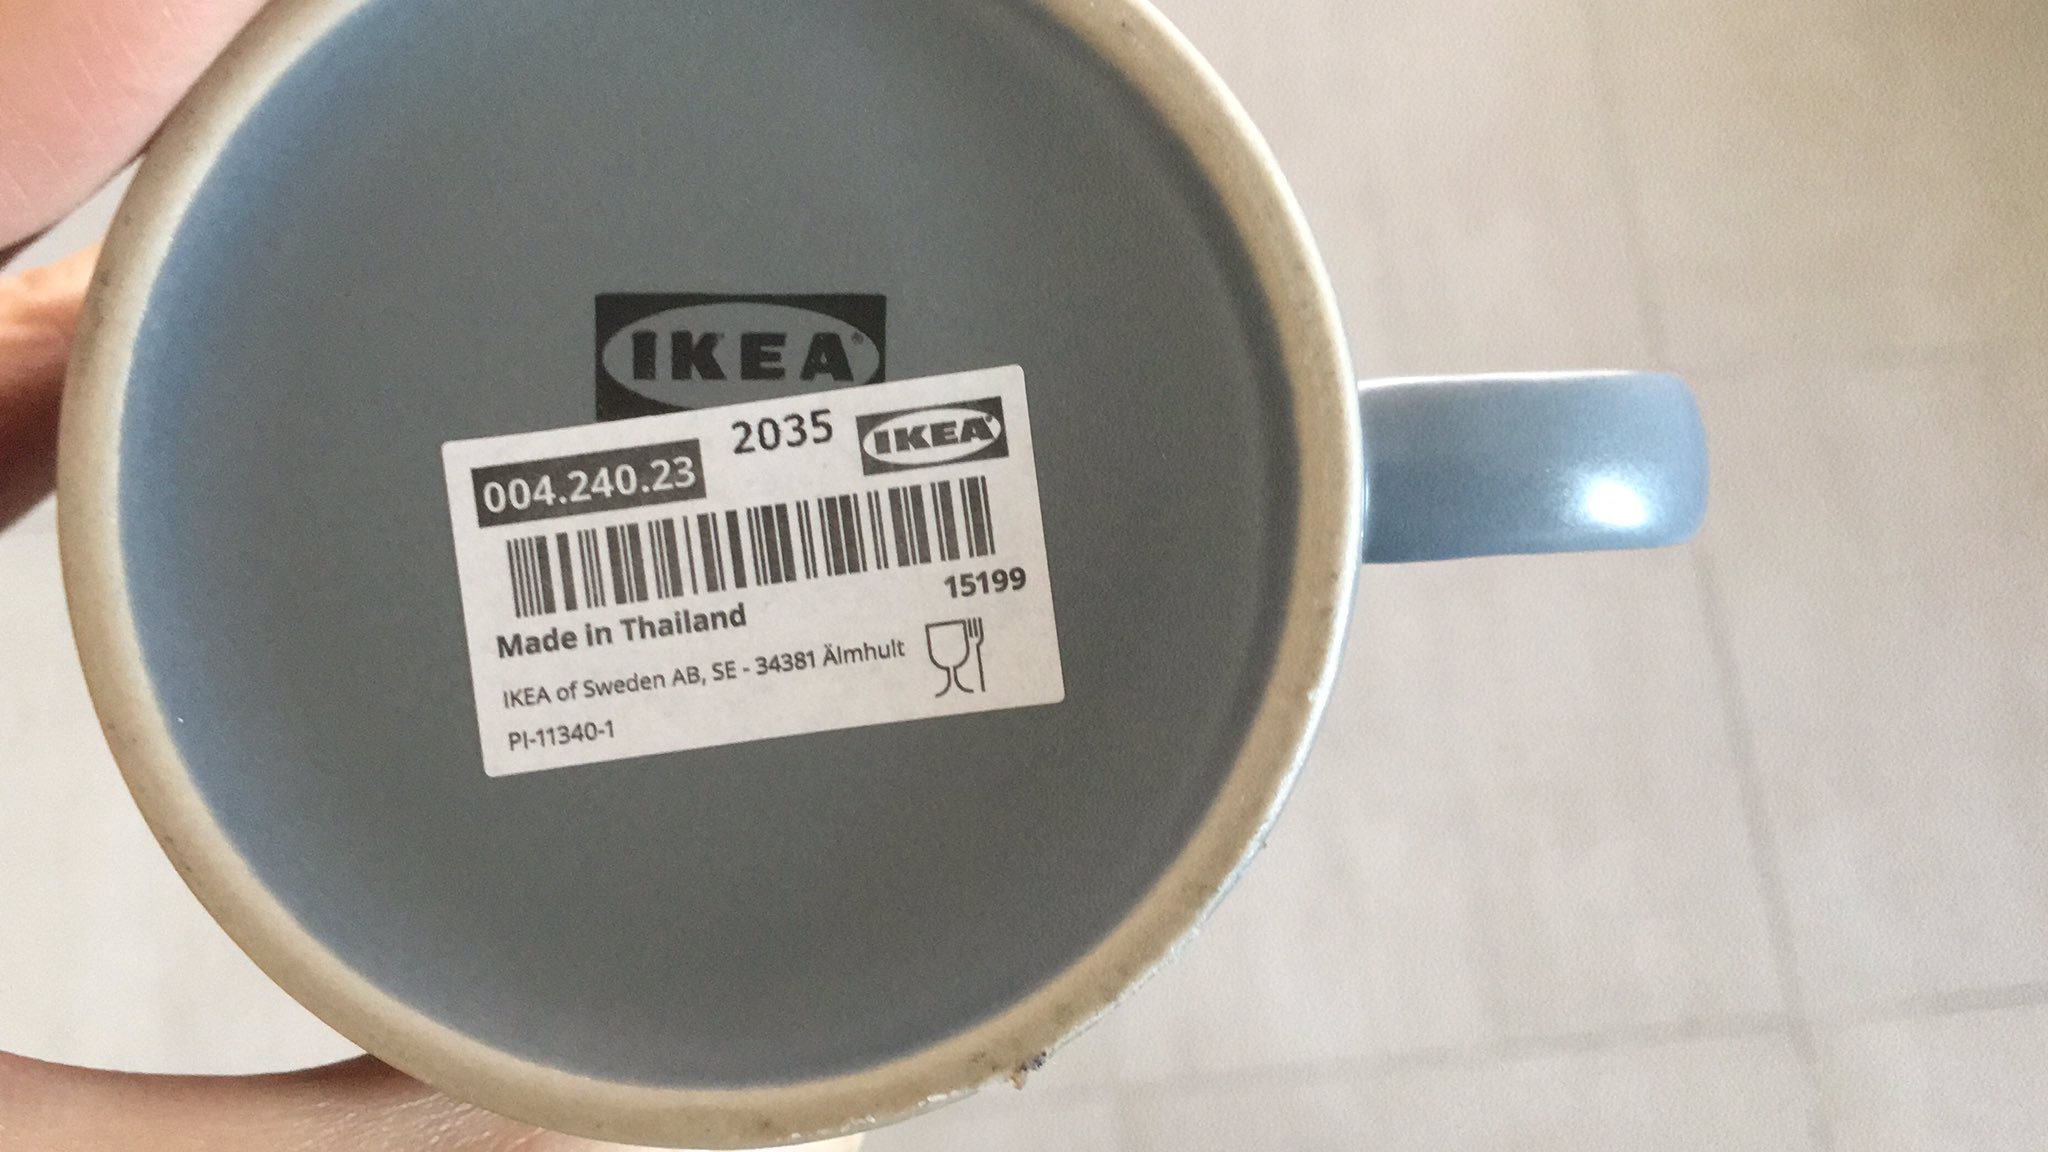 IKEA®
004.240.23 2035 IKEA®
15199
Made in Thailand
IKEA of Sweden AB, SE - 34381 Älmhult
PI-11340-1